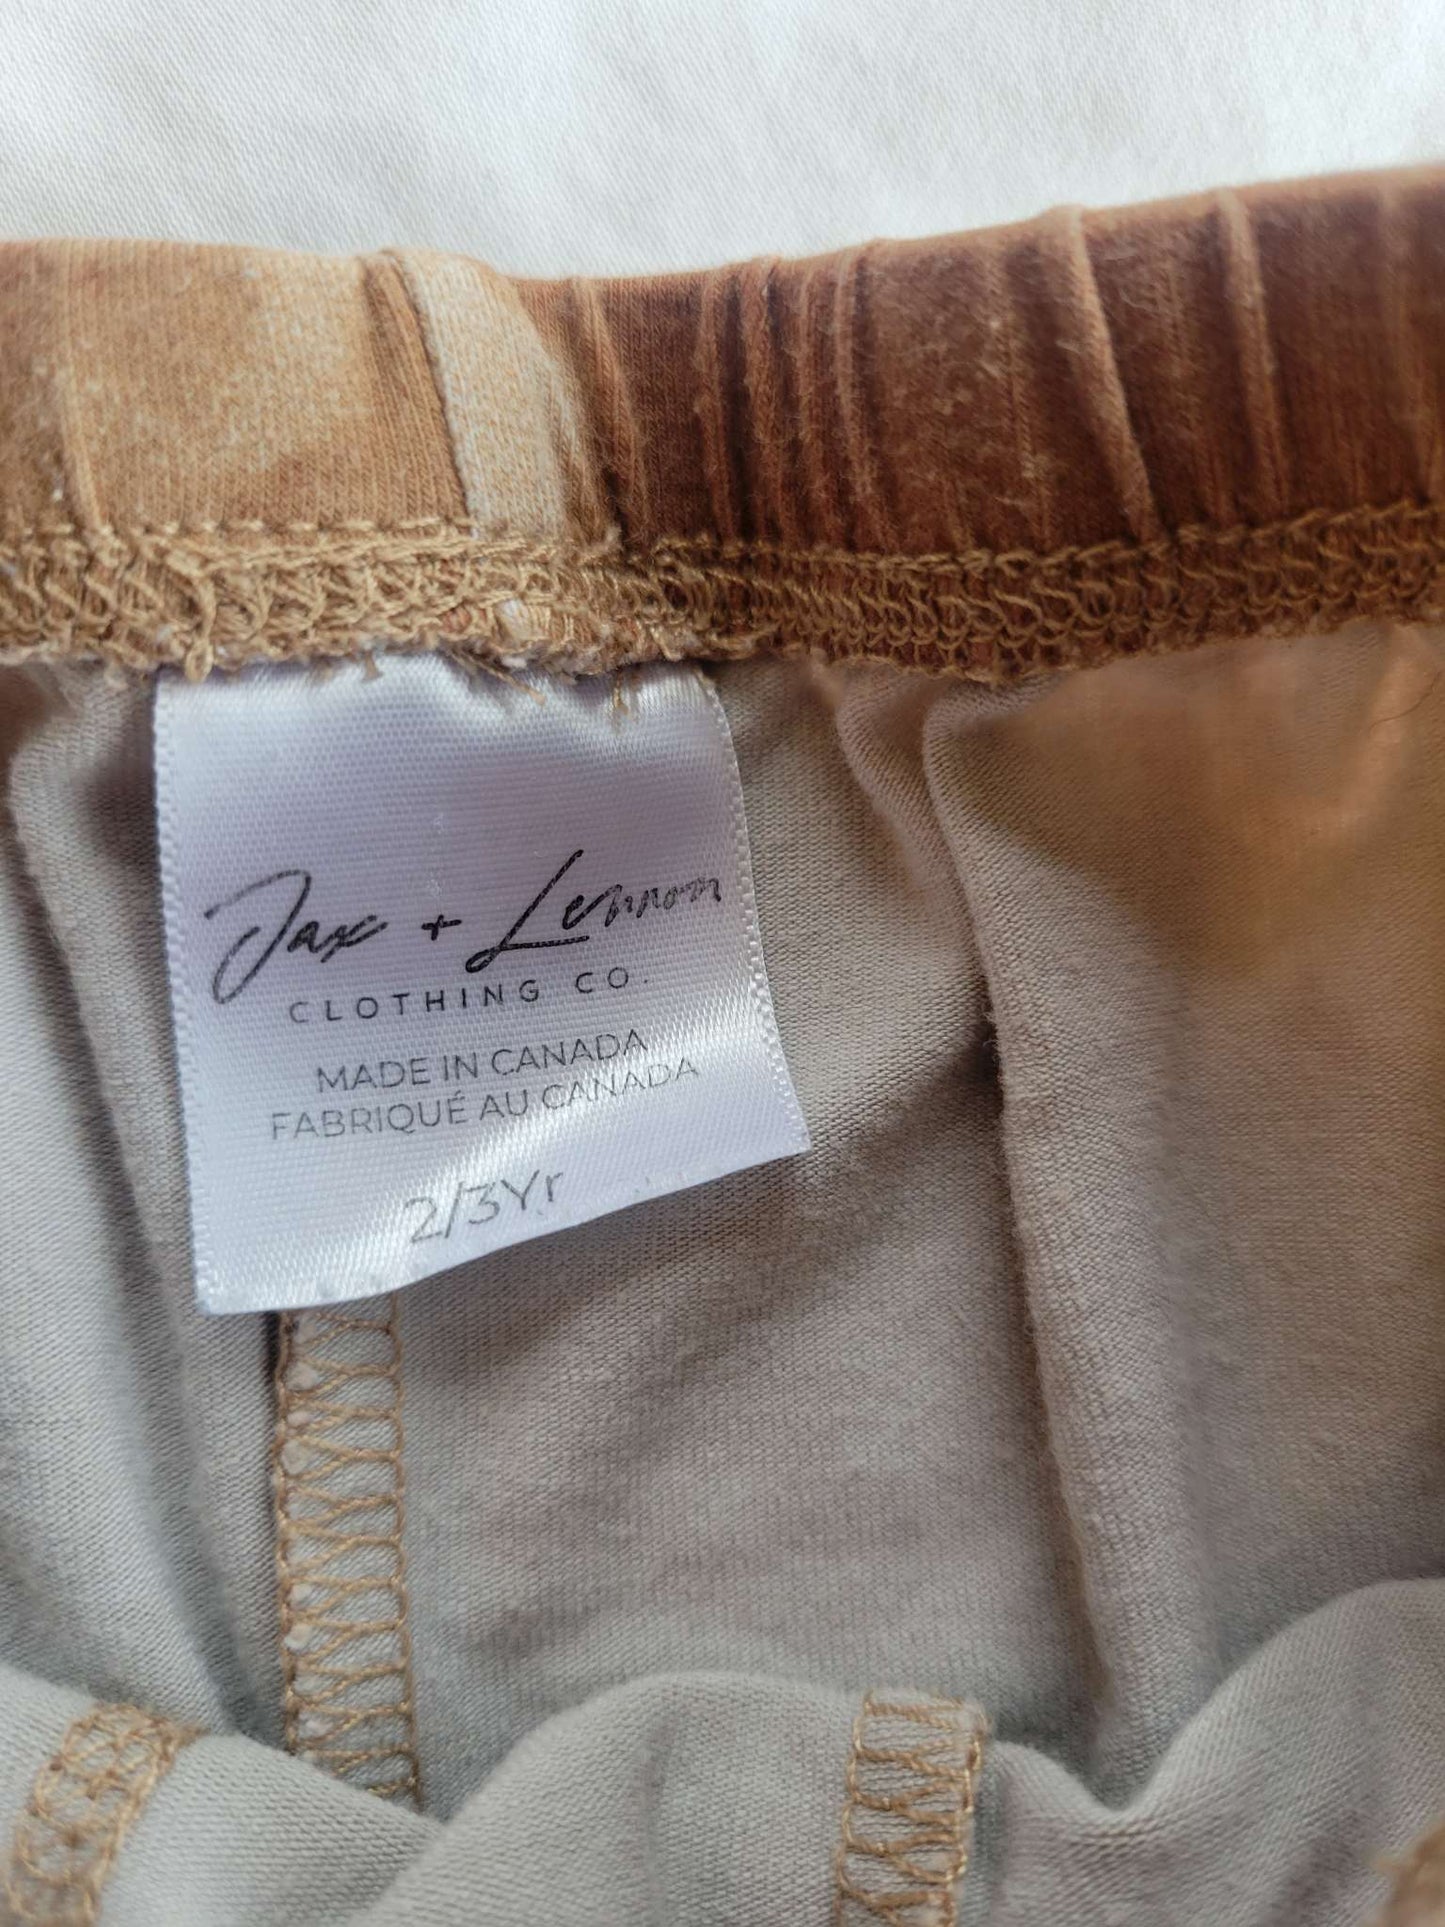 Jax + Lennon
CLOTHING CO.
MADE IN CANADA
FABRIQUÉ AU CANADA
2/3Yr